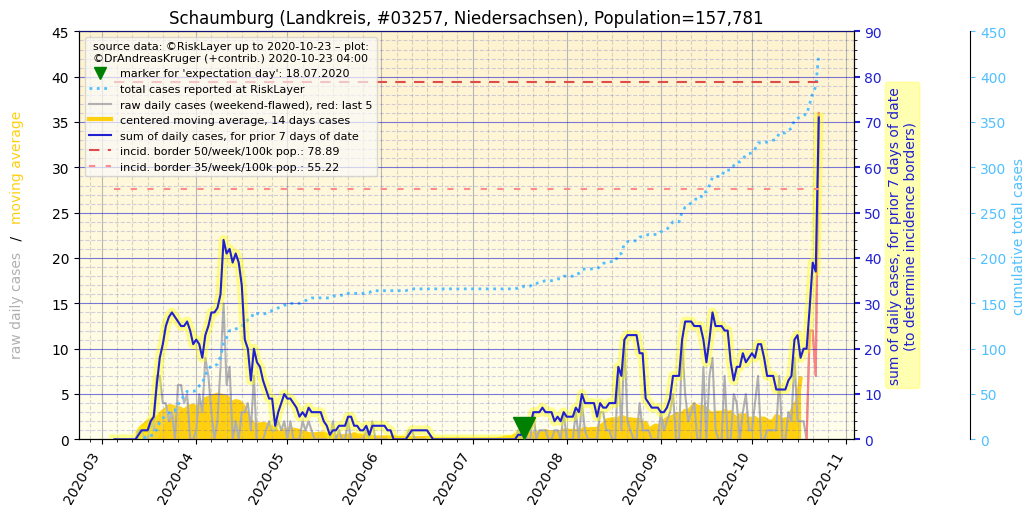 Schaumburg (Landkreis, #03257, Niedersachsen), Population=157,781
source data: ©RiskLayer up to 2020-10-23 – plot:
©DrAndreasKruger (+contrib.) 2020-10-23 04:00
marker for 'expectation day': 18.07.2020
total cases reported at RiskLayer
raw daily cases (weekend-flawed), red: last 5
centered moving average, 14 days cases
sum of daily cases, for prior 7 days of date
incid. border 50/week/100k pop.: 78.89
incid. border 35/week/100k pop.: 55.22
raw daily cases / moving average
45
40
35
30
25
20
15
10
5
0
2020-03
2020-04
2020-05
2020-06
2020-07
2020-08
2020-09
2020-10
2020-11
90
80
70
60
50
40
30
20
10
0
sum of daily cases, for prior 7 days of date
(to determine incidence borders)
450
400
350
300
250
200
150
100
50
0
cumulative total cases